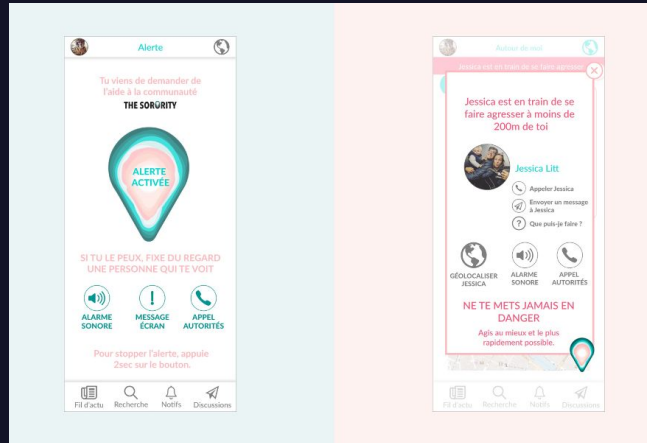 Alerte
Tu viens de demander de
l'aide à la communauté
THE SORORITY
ALERTE
ACTIVÉE
SI TU LE PEUX, FIXE DU REGARD
UNE PERSONNE QUI TE VOIT
ALARME
SONORE
MESSAGE
ÉCRAN
APPEL
AUTORITÉS
Pour stopper l'alerte, appuie
2sec sur le bouton.
Fil d'actu
Recherche
Notifs
Discussions
Autour de moi
Jessica est en train de se faire agresser
Jessica est en train de se
faire agresser à moins de
200m de toi
Jessica Litt
Appeler Jessica
Envoyer un message
à Jessica
Que puis-je faire ?
GÉOLOCALISER
JESSICA
ALARME
SONORE
APPEL
AUTORITÉS
NE TE METS JAMAIS EN
DANGER
Agis au mieux et le plus
rapidement possible.
Fil d'actu
Recherche
Notifs
Discussions